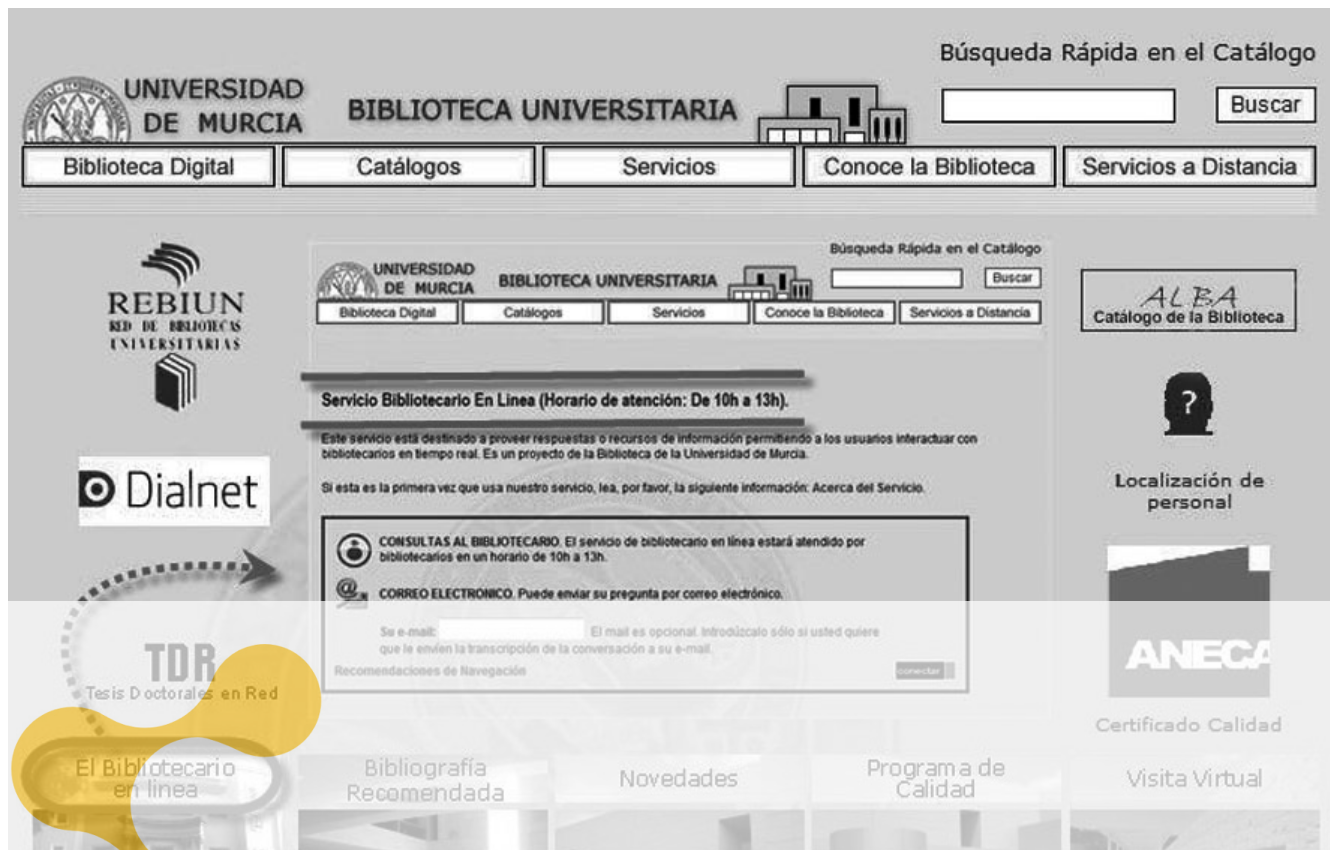 Búsqueda Rápida en el Catálogo
UNIVERSIDAD
DE MURCIA
BIBLIOTECA UNIVERSITARIA
Buscar
Biblioteca Digital
Catálogos
Servicios
Conoce la Biblioteca
Servicios a Distancia
REBIUN
RED DE BIBLIOTECAS
UNIVERSITARIAS
Dialnet
TDR
Tesis Doctorales en Red
Búsqueda Rápida en el Catálogo
UNIVERSIDAD
DE MURCIA
BIBLIOTECA UNIVERSITARIA
Buscar
Biblioteca Digital
Catálogos
Servicios
Conoce la Biblioteca
Servicios a Distancia
Servicio Bibliotecario En Linea (Horario de atención: De 10h a 13h).
Este servicio está destinado a proveer respuestas o recursos de información permitiendo a los usuarios interactuar con
bibliotecarios en tiempo real. Es un proyecto de la Biblioteca de la Universidad de Murcia.
Si esta es la primera vez que usa nuestro servicio, lea, por favor, la siguiente información: Acerca del Servicio.
CONSULTAS AL BIBLIOTECARIO. El servicio de bibliotecario en línea estará atendido por
bibliotecarios en un horario de 10h a 13h.
@
CORREO ELECTRÓNICO. Puede enviar su pregunta por correo electrónico.
Su e-mail:
El mail es opcional. Introdúzcalo sólo si usted quiere
que le envíen la transcripción de la conversación a su e-mail.
Recomendaciones de Navegación
conectar
ALBA
Catálogo de la Biblioteca
?
Localización de
personal
ANECA
Certificado Calidad
El Bibliotecario
en linea
Bibliografía
Recomendada
Novedades
Programa de
Calidad
Visita Virtual